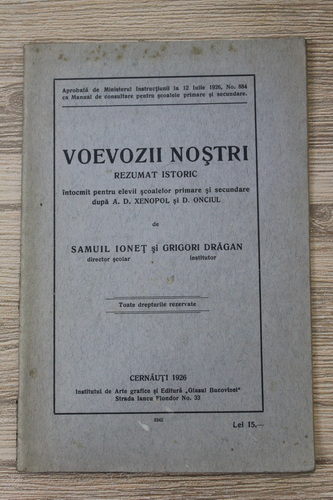 Aprobată de Ministerul Instrucțiunii la 12 Iulie 1926, No. 884
ca Manual de consultare pentru școalele primare și secundare.
VOEVOZII NOȘTRI
REZUMAT ISTORIC
întocmit pentru elevii școalelor primare și secundare
după A. D. XENOPOL și D. ONCIUL
de
SAMUIL IONEȚ și GRIGORI DRĂGAN
director școlar institutor
Toate drepturile rezervate
CERNĂUȚI 1926
Institutul de Arte grafice și Editură „Glasul Bucovinei"
Strada Iancu Flondor No. 33
Lei 15,—